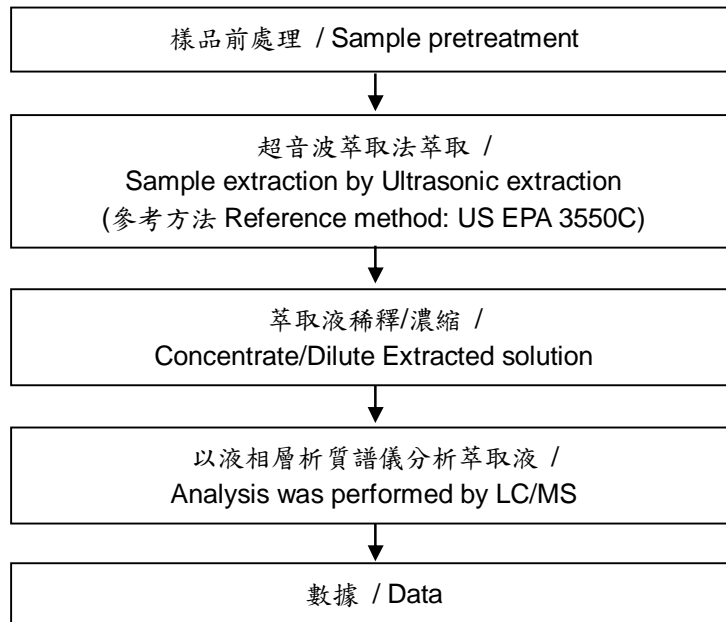 樣品前處理 / Sample pretreatment
超音波萃取法萃取 /
Sample extraction by Ultrasonic extraction
(參考方法 Reference method: US EPA 3550C)
萃取液稀釋/濃縮 /
Concentrate/Dilute Extracted solution
以液相層析質譜儀分析萃取液 /
Analysis was performed by LC/MS
數據 / Data